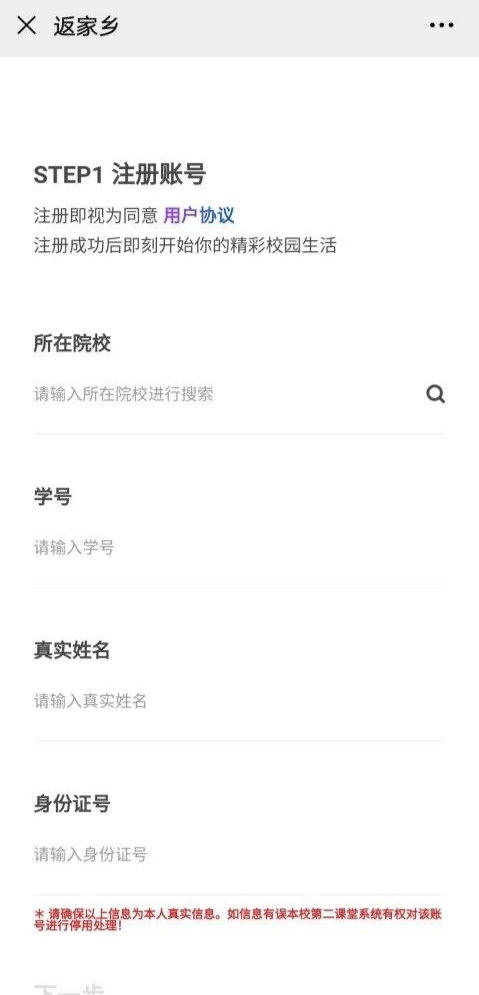 返家乡
STEP1 注册账号
注册即视为同意 用户协议
注册成功后即刻开始你的精彩校园生活
所在院校
请输入所在院校进行搜索
学号
请输入学号
真实姓名
请输入真实姓名
身份证号
请输入身份证号
* 请确保以上信息为本人真实信息。如信息有误本校第二课堂系统有权对该账
号进行停用处理!
下一步